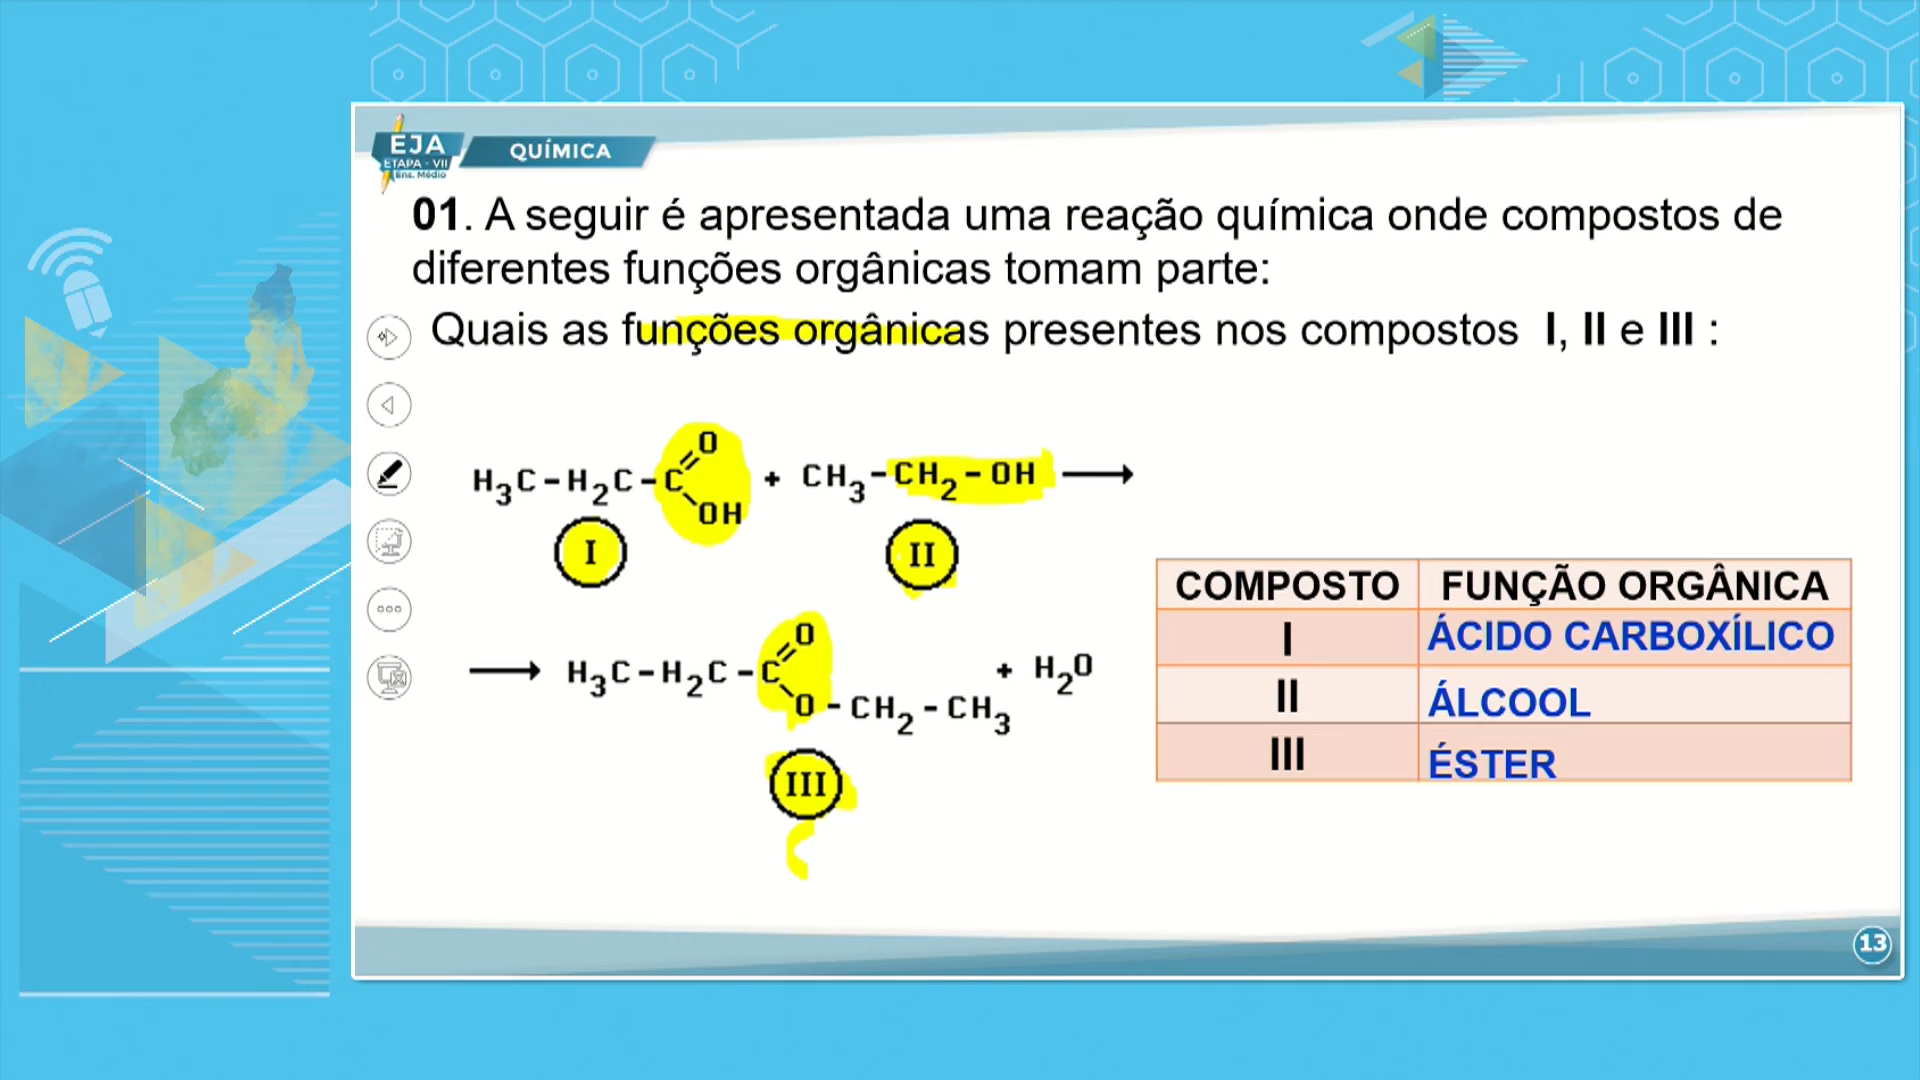 EJA
ETAPA - VII
Ens. Médio
QUÍMICA
01. A seguir é apresentada uma reação química onde compostos de
diferentes funções orgânicas tomam parte:
Quais as funções orgânicas presentes nos compostos I, II e III :
H₃C-H₂C-C
O
OH
+ CH₃-CH₂-OH ⟶
I
II
⟶ H₃C-H₂C-C
O
O-CH₂-CH₃
+ H₂O
III
COMPOSTO FUNÇÃO ORGÂNICA
I ÁCIDO CARBOXÍLICO
II ÁLCOOL
III ÉSTER
13